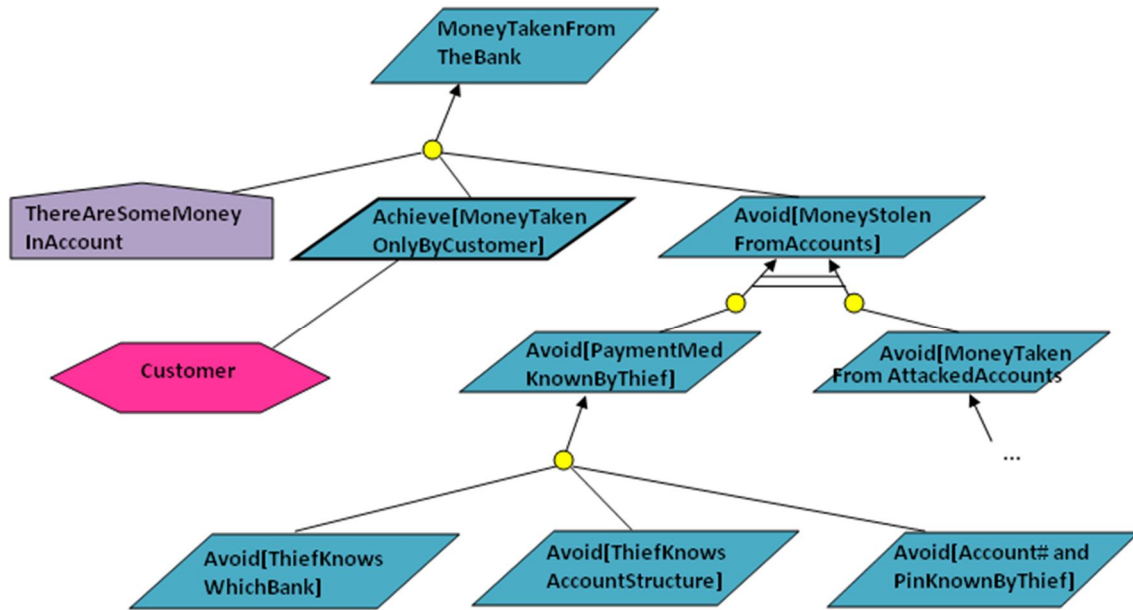 MoneyTakenFrom
TheBank
ThereAreSomeMoney
InAccount
Achieve[MoneyTaken
OnlyByCustomer]
Avoid[MoneyStolen
FromAccounts]
Customer
Avoid[PaymentMed
KnownByThief]
Avoid[MoneyTaken
From AttackedAccounts
...
Avoid[ThiefKnows
WhichBank]
Avoid[ThiefKnows
AccountStructure]
Avoid[Account# and
PinKnownByThief]